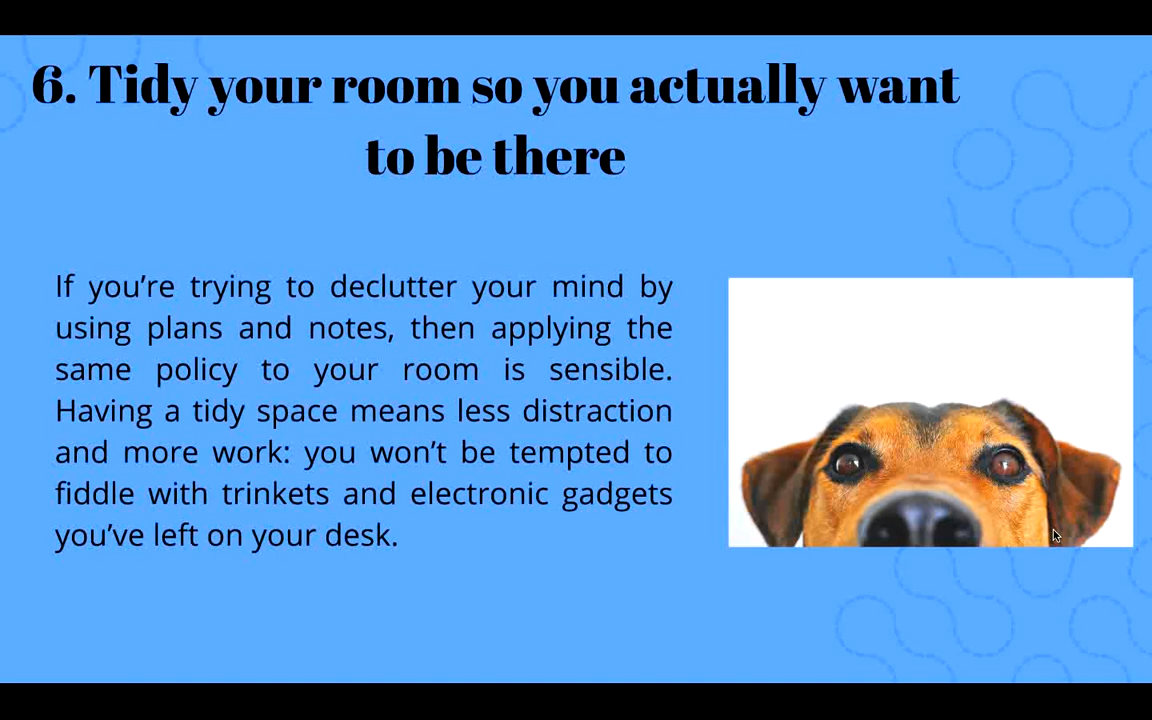 6. Tidy your room so you actually want
to be there
If you’re trying to declutter your mind by
using plans and notes, then applying the
same policy to your room is sensible.
Having a tidy space means less distraction
and more work: you won’t be tempted to
fiddle with trinkets and electronic gadgets
you’ve left on your desk.